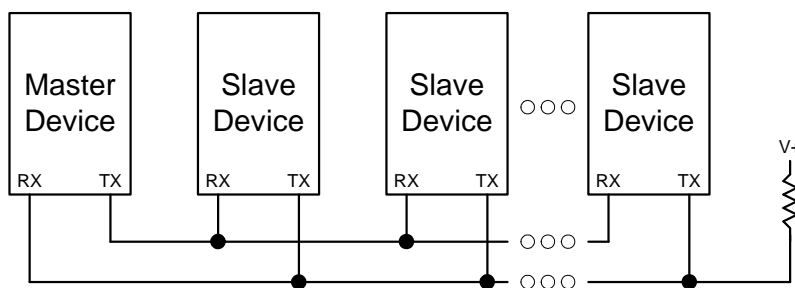 Master
Device
Slave
Device
Slave
Device
Slave
Device
RX TX RX TX RX TX RX TX